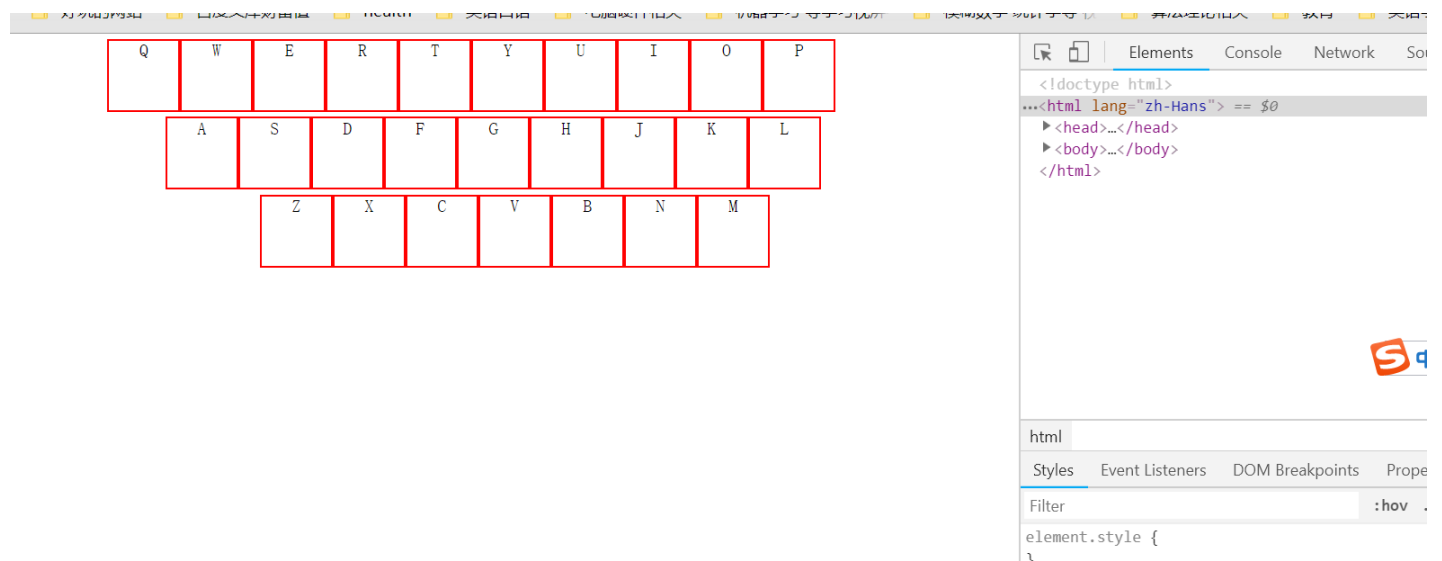 health
Q W E R T Y U I O P
A S D F G H J K L
Z X C V B N M
Elements Console Network
<!doctype html>
…<html lang="zh-Hans"> == $0
<head>…</head>
<body>…</body>
</html>
html
Styles Event Listeners DOM Breakpoints
Filter :hov
element.style {